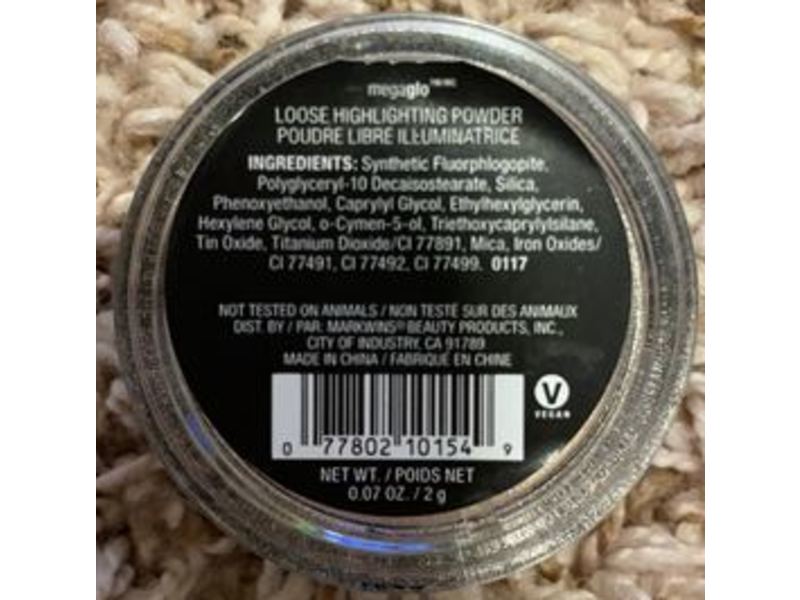 megaglo™/MC
LOOSE HIGHLIGHTING POWDER
POUDRE LIBRE ILLUMINATRICE
INGREDIENTS: Synthetic Fluorphlogopite,
Polyglyceryl-10 Decaisostearate, Silica,
Phenoxyethanol, Caprylyl Glycol, Ethylhexylglycerin,
Hexylene Glycol, o-Cymen-5-ol, Triethoxycaprylylsilane,
Tin Oxide, Titanium Dioxide/CI 77891, Mica, Iron Oxides/
CI 77491, CI 77492, CI 77499. 0117
NOT TESTED ON ANIMALS / NON TESTÉ SUR DES ANIMAUX
DIST. BY / PAR. MARKWINS® BEAUTY PRODUCTS, INC.,
CITY OF INDUSTRY, CA 91789
MADE IN CHINA / FABRIQUÉ EN CHINE
V
VEGAN
0 77802 10154 9
NET WT. / POIDS NET
0.07 OZ. / 2 g